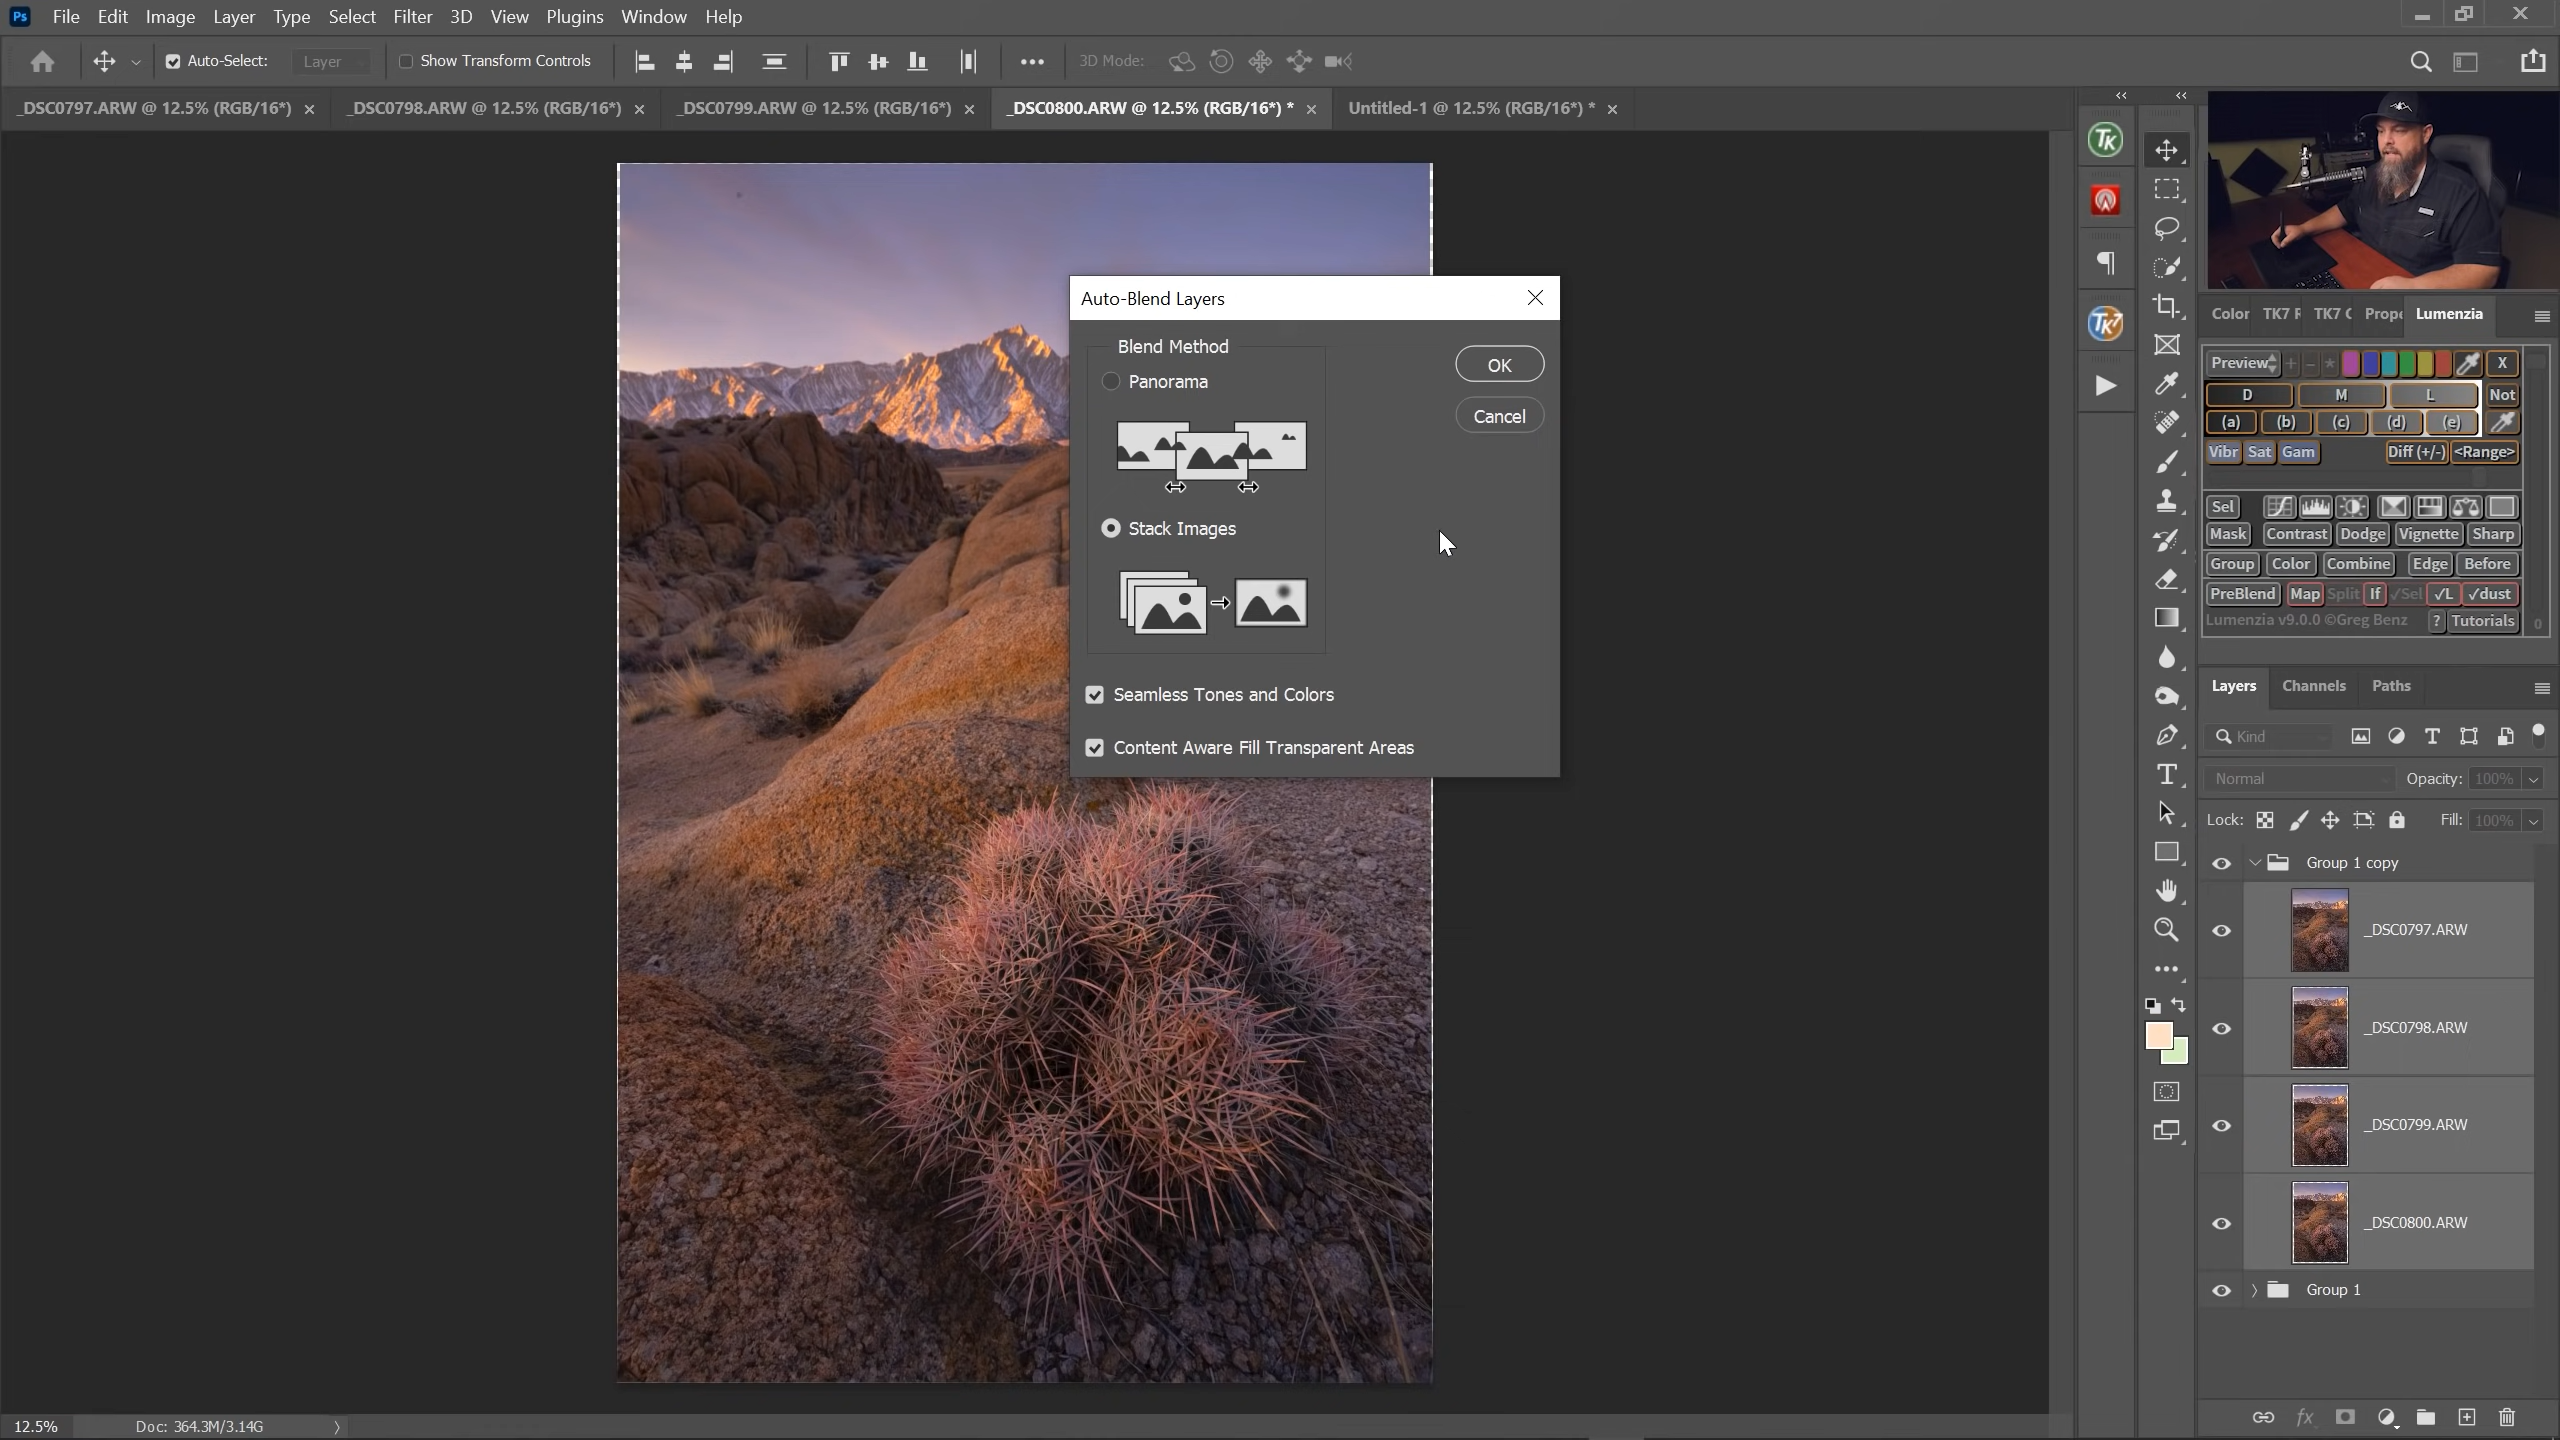 Ps File Edit Image Layer Type Select Filter 3D View Plugins Window Help
Auto-Select: Layer Show Transform Controls 3D Mode:
_DSC0797.ARW @ 12.5% (RGB/16*) _DSC0798.ARW @ 12.5% (RGB/16*) _DSC0799.ARW @ 12.5% (RGB/16*) _DSC0800.ARW @ 12.5% (RGB/16*) * Untitled-1 @ 12.5% (RGB/16*) *
TK
TK7
Auto-Blend Layers
Blend Method
Panorama
Stack Images
Seamless Tones and Colors
Content Aware Fill Transparent Areas
OK
Cancel
Color TK7 R TK7 C Prope Lumenzia
Preview + - * X
D M L Not
(a) (b) (c) (d) (e)
Vibr Sat Gam Diff (+/-) <Range>
Sel
Mask Contrast Dodge Vignette Sharp
Group Color Combine Edge Before
PreBlend Map Split If ✓Sel ✓L ✓dust
Lumenzia v9.0.0 ©Greg Benz ? Tutorials 0
Layers Channels Paths
Kind
Normal Opacity: 100%
Lock: Fill: 100%
Group 1 copy
_DSC0797.ARW
_DSC0798.ARW
_DSC0799.ARW
_DSC0800.ARW
Group 1
fx
12.5% Doc: 364.3M/3.14G